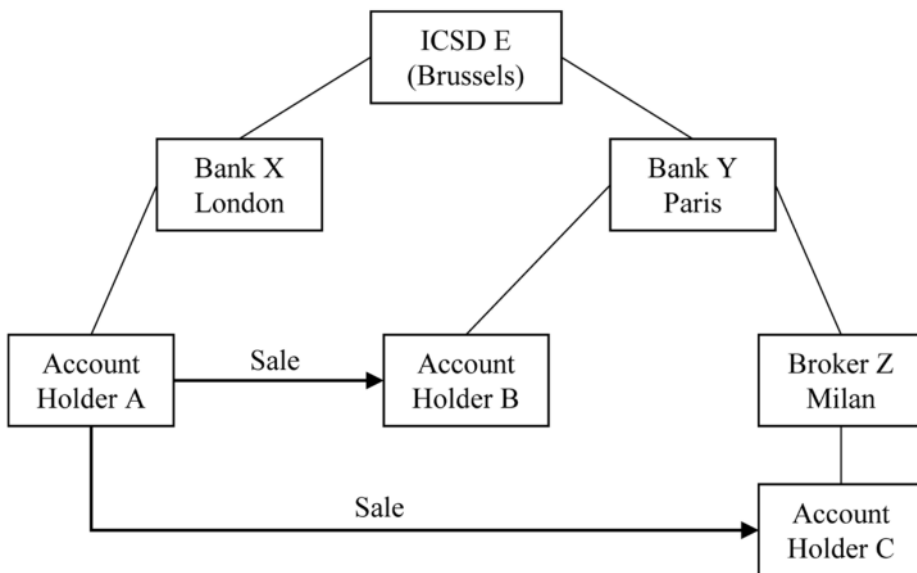 ICSD E
(Brussels)
Bank X
London
Bank Y
Paris
Account
Holder A
Sale
Account
Holder B
Broker Z
Milan
Sale
Account
Holder C